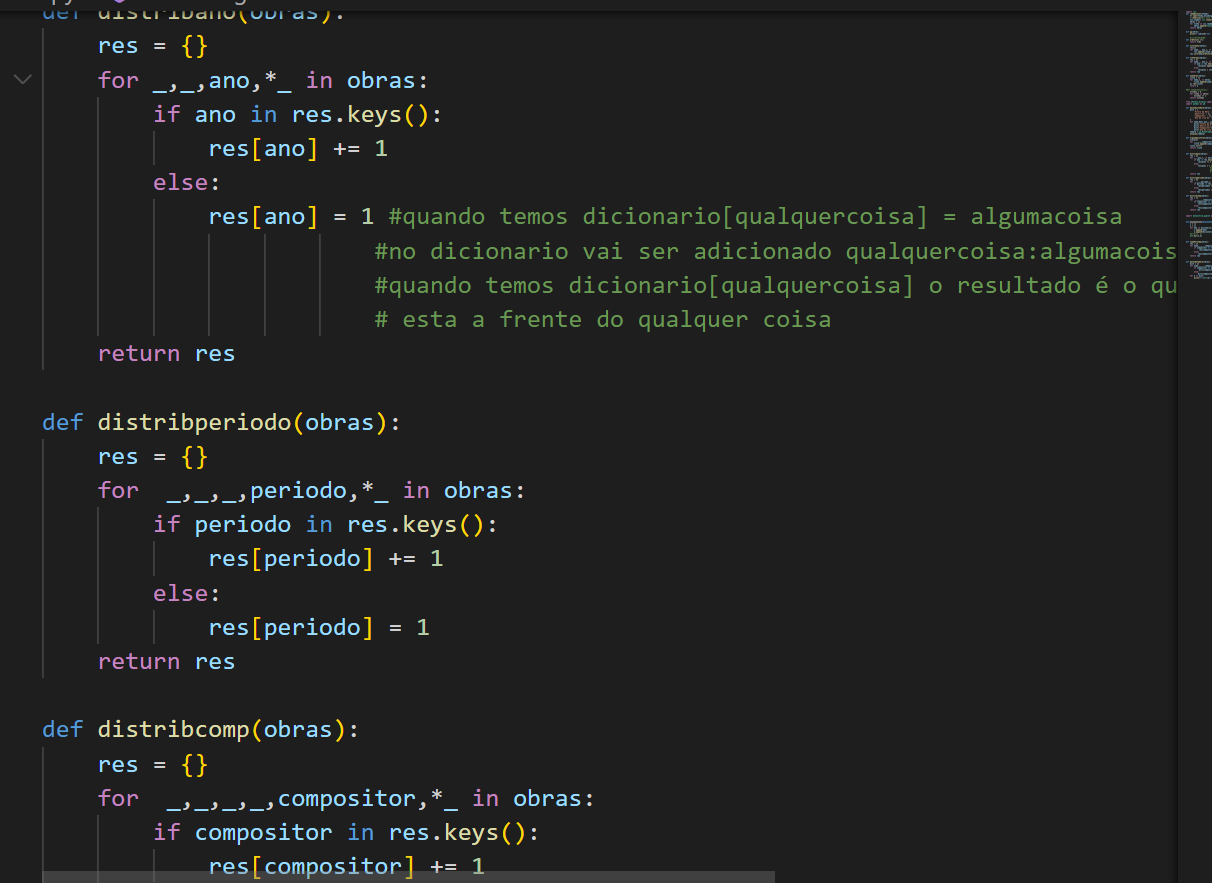 def distribano(obras):
    res = {}
    for _,_,ano,*_ in obras:
        if ano in res.keys():
            res[ano] += 1
        else:
            res[ano] = 1 #quando temos dicionario[qualquercoisa] = algumacoisa
                        #no dicionario vai ser adicionado qualquercoisa:algumacois
                        #quando temos dicionario[qualquercoisa] o resultado é o qu
                        # esta a frente do qualquer coisa
    return res

def distribperiodo(obras):
    res = {}
    for  _,_,_,periodo,*_ in obras:
        if periodo in res.keys():
            res[periodo] += 1
        else:
            res[periodo] = 1
    return res

def distribcomp(obras):
    res = {}
    for  _,_,_,_,compositor,*_ in obras:
        if compositor in res.keys():
            res[compositor] += 1